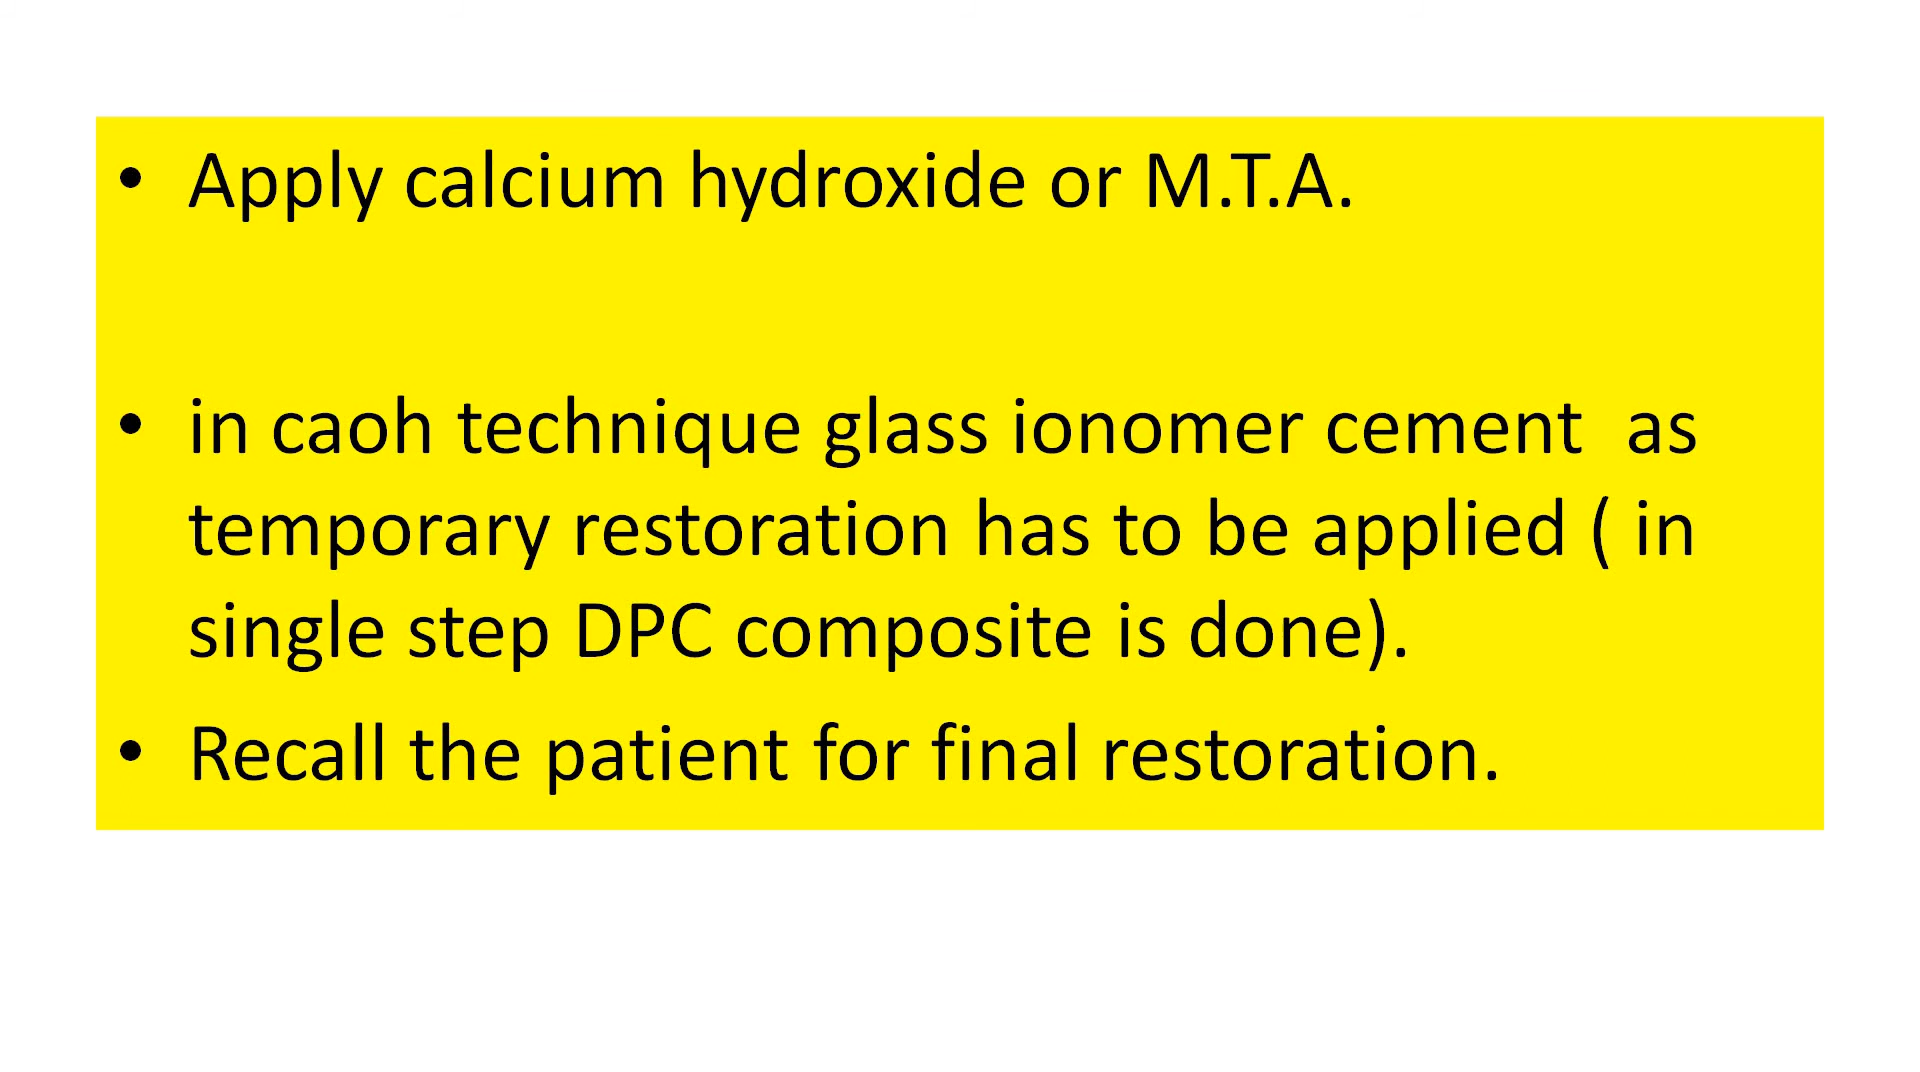 • Apply calcium hydroxide or M.T.A.
• in caoh technique glass ionomer cement  as
temporary restoration has to be applied ( in
single step DPC composite is done).
• Recall the patient for final restoration.